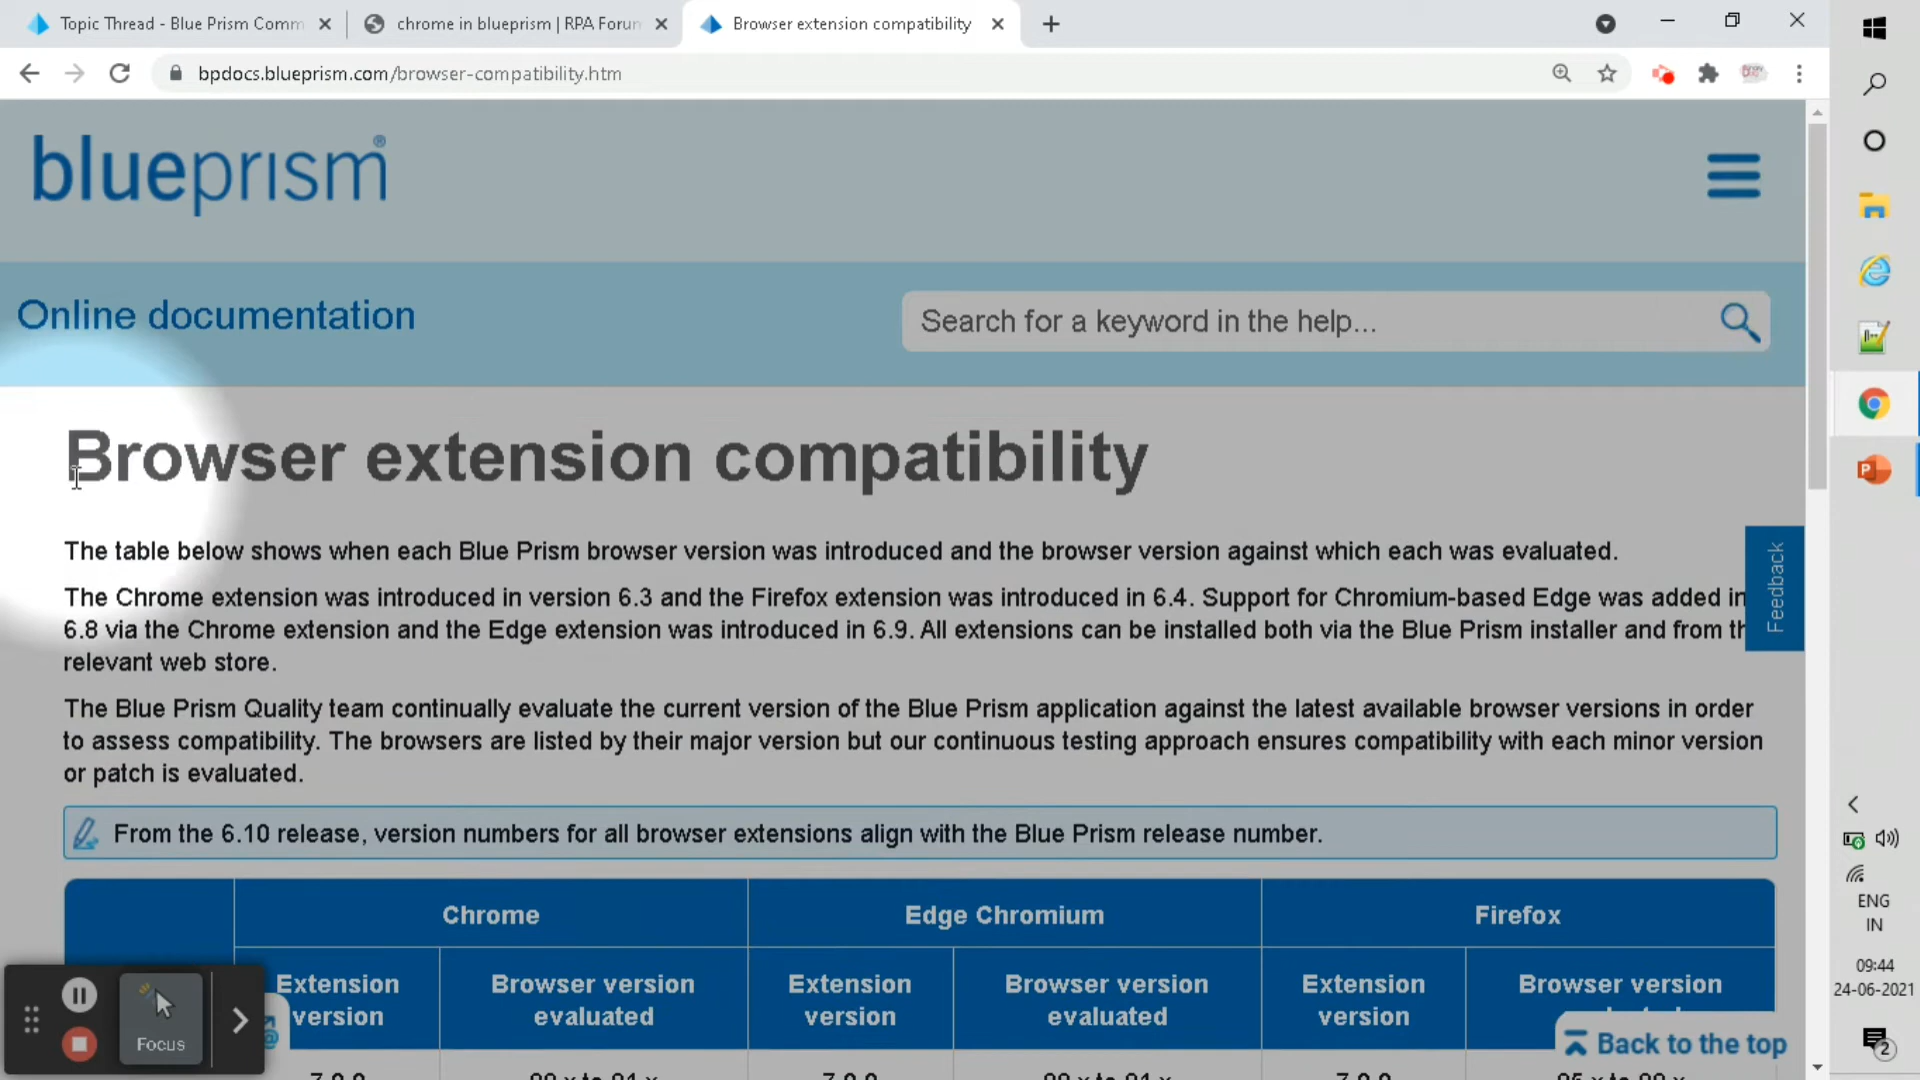 Topic Thread - Blue Prism Comm
chrome in blueprism | RPA Forum
Browser extension compatibility
bpdocs.blueprism.com/browser-compatibility.htm
blueprism®
Online documentation
Search for a keyword in the help...
Browser extension compatibility
The table below shows when each Blue Prism browser version was introduced and the browser version against which each was evaluated.
The Chrome extension was introduced in version 6.3 and the Firefox extension was introduced in 6.4. Support for Chromium-based Edge was added in
6.8 via the Chrome extension and the Edge extension was introduced in 6.9. All extensions can be installed both via the Blue Prism installer and from th
relevant web store.
Feedback
The Blue Prism Quality team continually evaluate the current version of the Blue Prism application against the latest available browser versions in order
to assess compatibility. The browsers are listed by their major version but our continuous testing approach ensures compatibility with each minor version
or patch is evaluated.
From the 6.10 release, version numbers for all browser extensions align with the Blue Prism release number.
Chrome Edge Chromium Firefox
Extension version Browser version evaluated Extension version Browser version evaluated Extension version Browser version
Back to the top
Focus
ENG
IN
09:44
24-06-2021
2